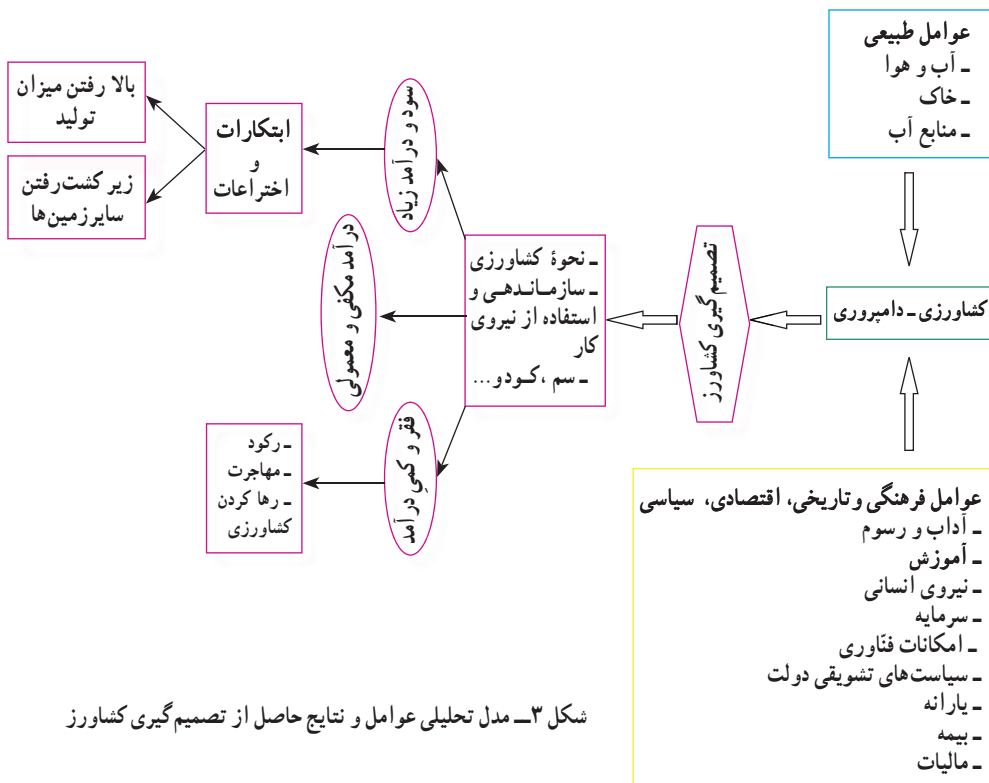 عوامل طبیعی
ـ آب و هوا
ـ خاک
ـ منابع آب
کشاورزی ـ دامپروری
عوامل فرهنگی وتاریخی، اقتصادی، سیاسی
ـ آداب و رسوم
ـ آموزش
ـ نیروی انسانی
ـ سرمایه
ـ امکانات فنّاوری
ـ سیاست‌های تشویقی دولت
ـ یارانه
ـ بیمه
ـ مالیات
تصمیم گیری کشاورز
ـ نحوهٔ کشاورزی
ـ سازماندهی و
استفاده از نیروی
کار
ـ سم ،کودو...
سود و درآمد زیاد
درآمد مکفی و معمولی
فقر و کمیِ درآمد
ابتکارات
و
اختراعات
بالا رفتن میزان
تولید
زیر کشت‌رفتن
سایرزمین‌ها
ـ رکود
ـ مهاجرت
ـ رها کردن
کشاورزی
شکل ۳ــ مدل تحلیلی عوامل و نتایج حاصل از تصمیم‌گیری کشاورز